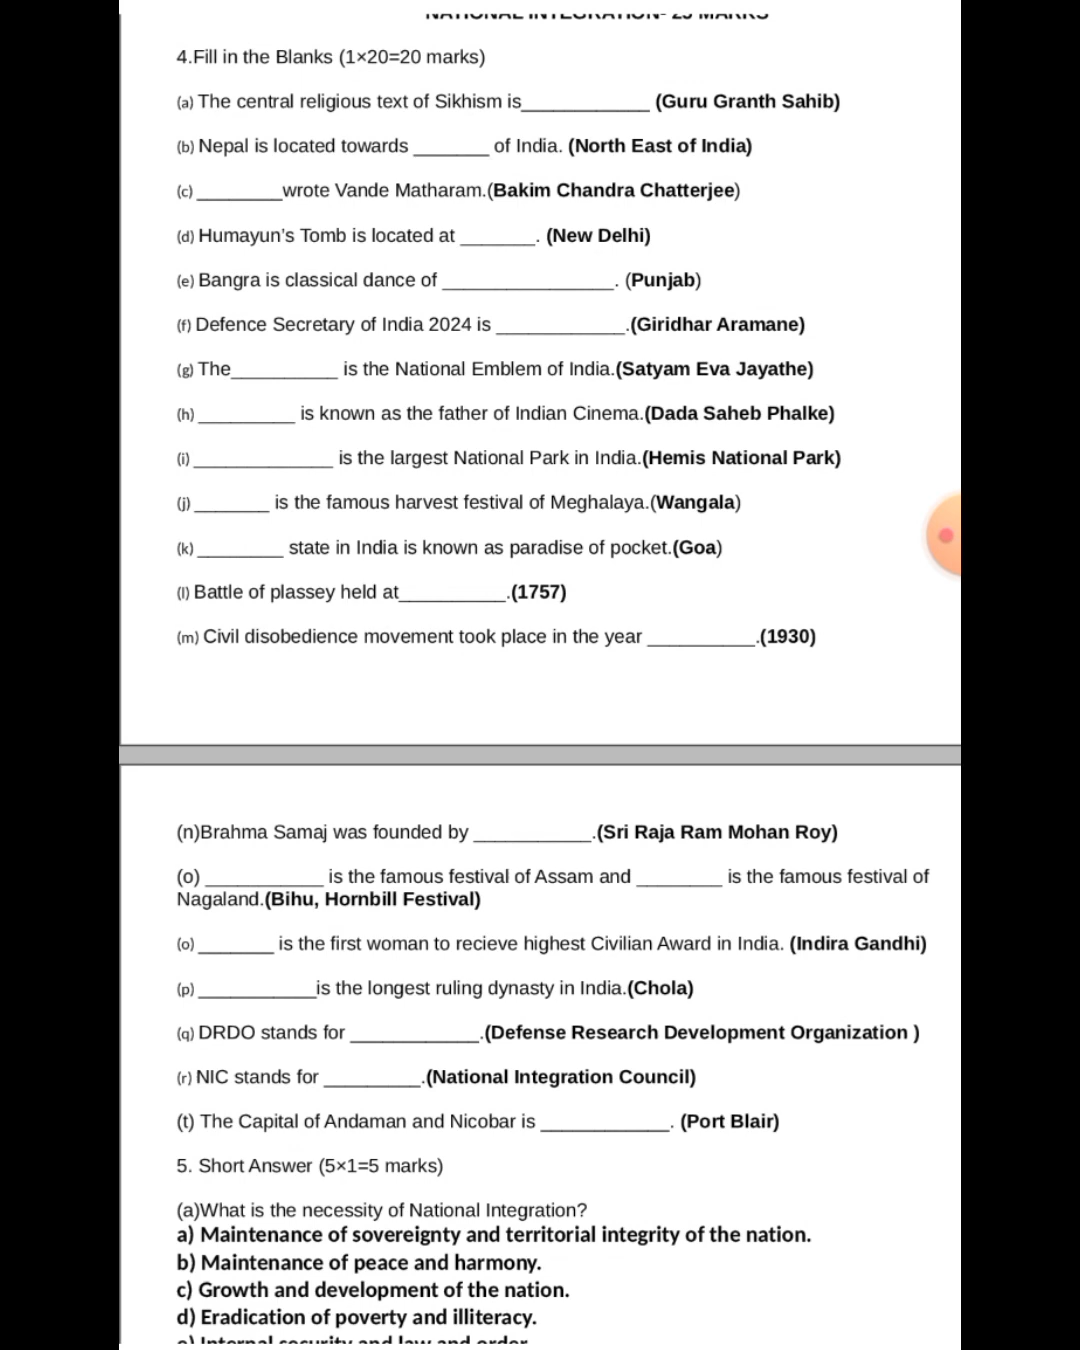 NATIONAL INTEGRATION- 25 MARKS
4.Fill in the Blanks (1×20=20 marks)
(a) The central religious text of Sikhism is____________ (Guru Granth Sahib)
(b) Nepal is located towards _______ of India. (North East of India)
(c) ________wrote Vande Matharam.(Bakim Chandra Chatterjee)
(d) Humayun's Tomb is located at _______. (New Delhi)
(e) Bangra is classical dance of ________________. (Punjab)
(f) Defence Secretary of India 2024 is ____________.(Giridhar Aramane)
(g) The__________ is the National Emblem of India.(Satyam Eva Jayathe)
(h) _________ is known as the father of Indian Cinema.(Dada Saheb Phalke)
(i) _____________ is the largest National Park in India.(Hemis National Park)
(j) _______ is the famous harvest festival of Meghalaya.(Wangala)
(k) ________ state in India is known as paradise of pocket.(Goa)
(l) Battle of plassey held at__________.(1757)
(m) Civil disobedience movement took place in the year __________.(1930)
(n)Brahma Samaj was founded by ___________.(Sri Raja Ram Mohan Roy)
(o) ___________ is the famous festival of Assam and ________ is the famous festival of
Nagaland.(Bihu, Hornbill Festival)
(o) _______ is the first woman to recieve highest Civilian Award in India. (Indira Gandhi)
(p) ___________is the longest ruling dynasty in India.(Chola)
(q) DRDO stands for ____________.(Defense Research Development Organization )
(r) NIC stands for _________.(National Integration Council)
(t) The Capital of Andaman and Nicobar is ____________. (Port Blair)
5. Short Answer (5×1=5 marks)
(a)What is the necessity of National Integration?
a) Maintenance of sovereignty and territorial integrity of the nation.
b) Maintenance of peace and harmony.
c) Growth and development of the nation.
d) Eradication of poverty and illiteracy.
e) Internal security and law and order.